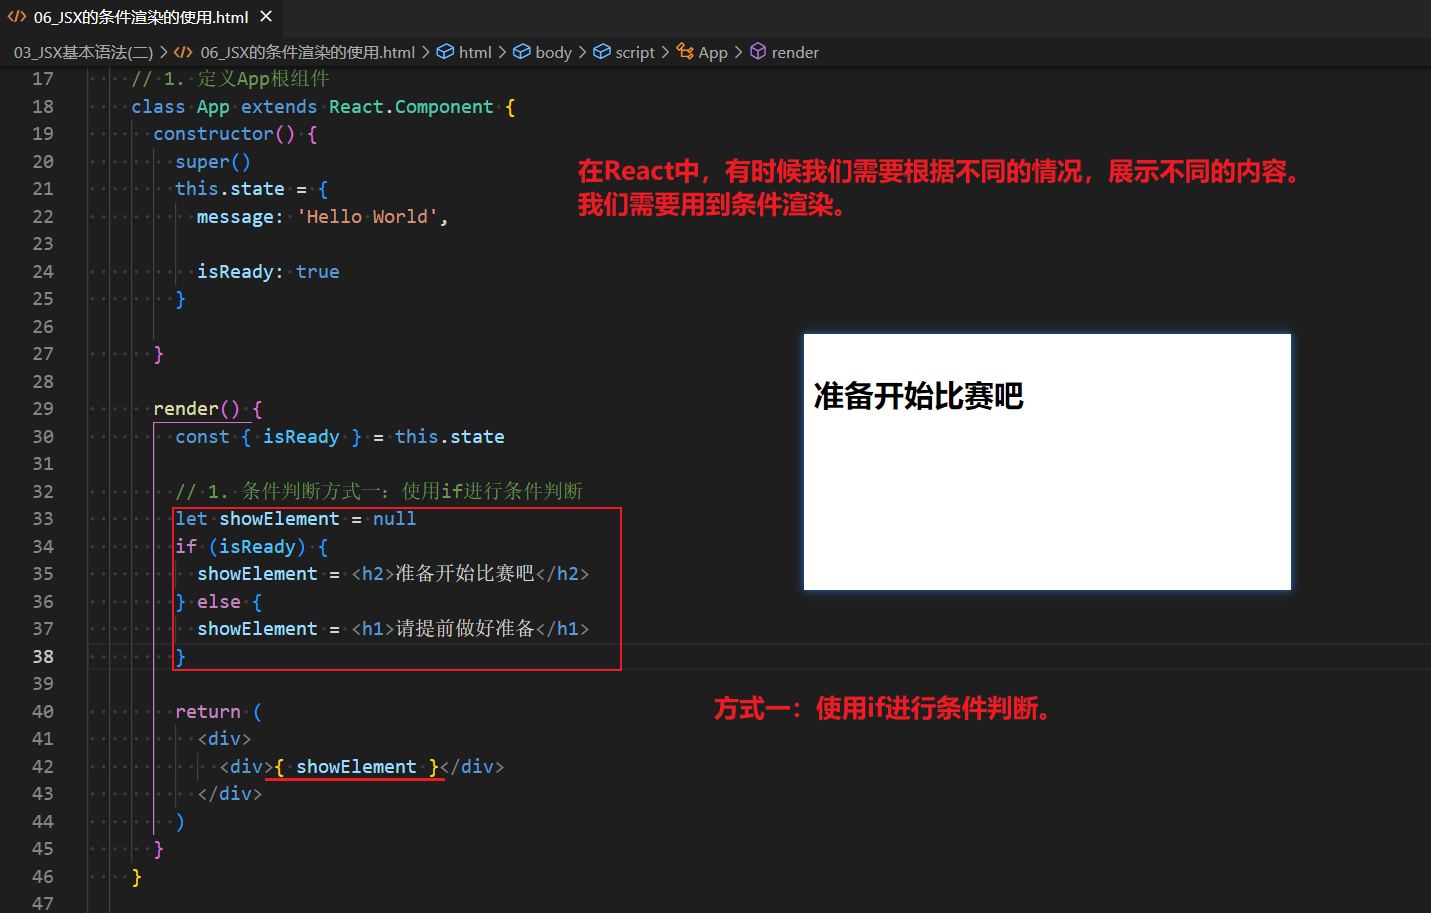 06_JSX的条件渲染的使用.html
03_JSX基本语法(二) > 06_JSX的条件渲染的使用.html > html > body > script > App > render
17 // 1. 定义App根组件
18 class App extends React.Component {
19 constructor() {
20 super()
21 this.state = {
22 message: 'Hello World',
23
24 isReady: true
25 }
26
27 }
28
29 render() {
30 const { isReady } = this.state
31
32 // 1. 条件判断方式一: 使用if进行条件判断
33 let showElement = null
34 if (isReady) {
35 showElement = <h2>准备开始比赛吧</h2>
36 } else {
37 showElement = <h1>请提前做好准备</h1>
38 }
39
40 return (
41 <div>
42 <div>{ showElement }</div>
43 </div>
44 )
45 }
46 }
47
在React中，有时候我们需要根据不同的情况，展示不同的内容。
我们需要用到条件渲染。
准备开始比赛吧
方式一：使用if进行条件判断。